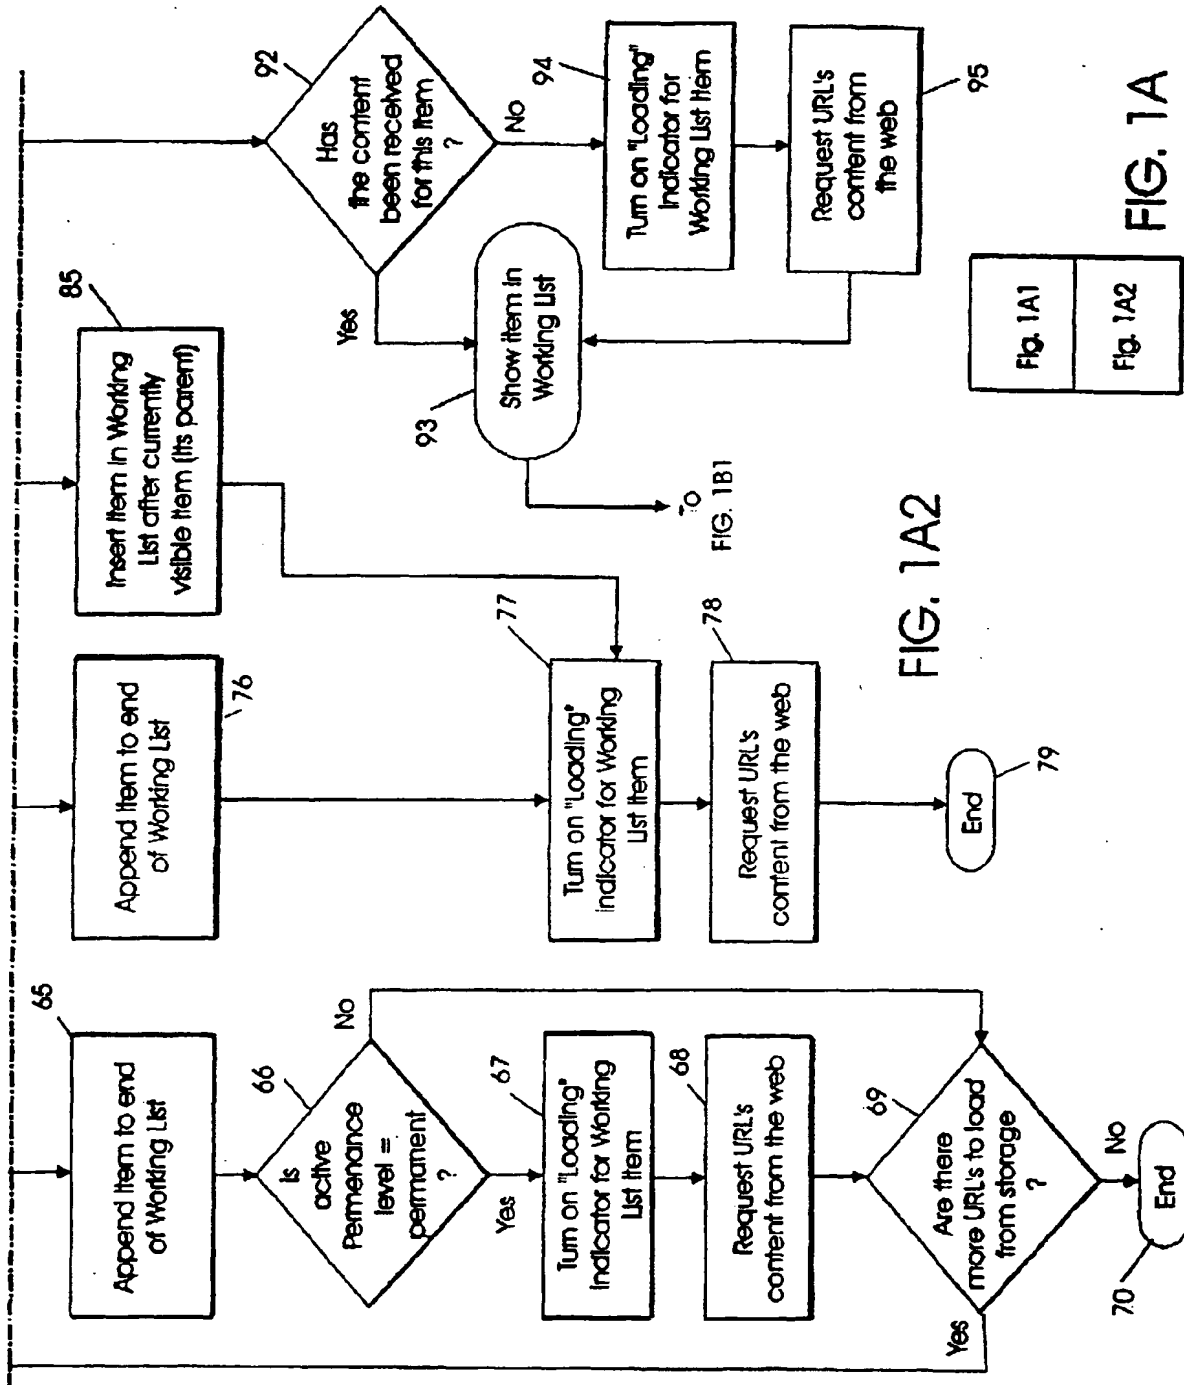 65
Append Item to end
of Working List
66
Is
active
Permenance
level =
permanent
?
No
Yes
67
Turn on "Loading"
Indicator for Working
List Item
68
Request URL's
content from the web
69
Are there
more URL's to load
from storage
?
Yes
No
70
End
Append Item to end
of Working List
76
77
Turn on "Loading"
Indicator for Working
List Item
78
Request URL's
content from the web
End
79
85
Insert Item in Working
List after currently
visible Item (its parent)
92
Has
the content
been received
for this Item
?
Yes
No
93
Show Item in
Working List
To
FIG. 1B1
94
Turn on "Loading"
Indicator for
Working List Item
Request URL's
content from
the web
95
FIG. 1A2
Fig. 1A1
Fig. 1A2
FIG. 1A